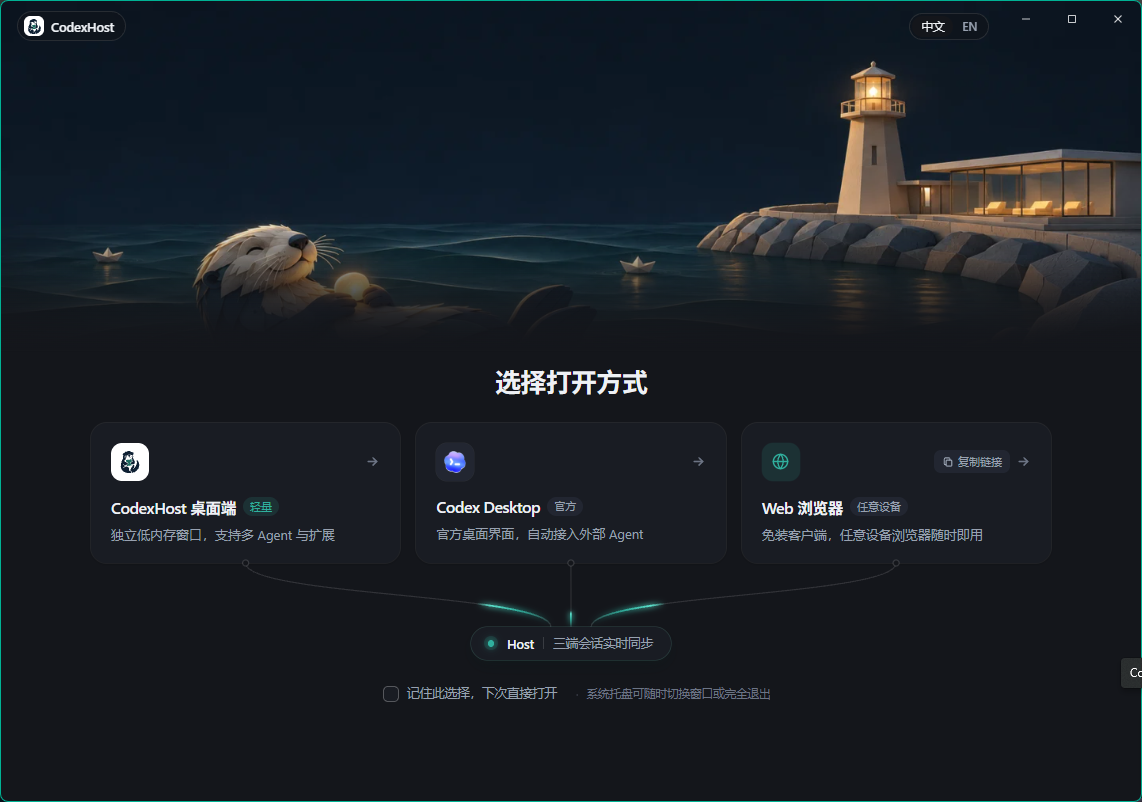 CodexHost
中文 EN
选择打开方式
复制链接
CodexHost 桌面端 轻量
独立低内存窗口，支持多 Agent 与扩展
Codex Desktop 官方
官方桌面界面，自动接入外部 Agent
Web 浏览器 任意设备
免装客户端，任意设备浏览器随时即用
Host 三端会话实时同步
记住此选择，下次直接打开 · 系统托盘可随时切换窗口或完全退出